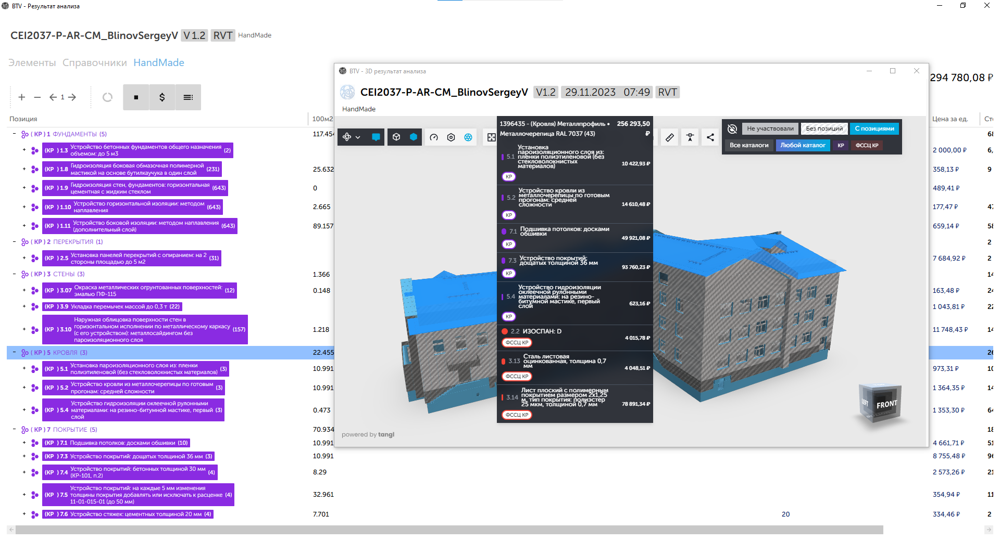 BTV - Результат анализа
CEI2037-P-AR-CM_BlinovSergeyV V 1.2 RVT HandMade
Элементы Справочники HandMade
294 780,08 ₽
1
Позиция 100м2 Цена за ед.
(КР) 1 ФУНДАМЕНТЫ (5) 117.454
(КР ) 1.3 Устройство бетонных фундаментов общего назначения
объемом: до 5 м3 (2) 2 000,00 ₽
(КР ) 1.8 Гидроизоляция боковая обмазочная полимерной
мастикой на основе бутилкаучука в один слой (231) 25.632 358,13 ₽
(КР ) 1.9 Гидроизоляция стен, фундаментов: горизонтальная
цементная с жидким стеклом (643) 0 489,41 ₽
(КР ) 1.10 Устройство горизонтальной изоляции: методом
наплавления (643) 2.665 177,47 ₽
(КР ) 1.11 Устройство боковой изоляции: методом наплавления
(дополнительный слой) (643) 89.157 659,14 ₽
(КР) 2 ПЕРЕКРЫТИЯ (1)
(КР ) 2.5 Установка панелей перекрытий с опиранием: на 2
стороны площадью до 5 м2 (31) 7 684,92 ₽
(КР) 3 СТЕНЫ (3) 1.366
(КР ) 3.07 Окраска металлических огрунтованных поверхностей:
эмалью ПФ-115 (12) 0.148 163,48 ₽
(КР ) 3.9 Укладка перемычек массой до 0,3 т (22) 1 043,81 ₽
(КР ) 3.10 Наружная облицовка поверхности стен в
горизонтальном исполнении по металлическому каркасу
(с его устройством): металлосайдингом без
пароизоляционного слоя (157) 1.218 11 748,43 ₽
(КР) 5 КРОВЛЯ (3) 22.455
(КР ) 5.1 Установка пароизоляционного слоя из: пленки
полиэтиленовой (без стекловолокнистых материалов) (3) 10.991 973,31 ₽
(КР ) 5.2 Устройство кровли из металлочерепицы по готовым
прогонам: средней сложности (3) 10.991 1 364,35 ₽
(КР ) 5.4 Устройство гидроизоляции оклеечной рулонными
материалами: на резино-битумной мастике, первый
слой (3) 0.473 1 353,30 ₽
(КР) 7 ПОКРЫТИЕ (5) 70.934
(КР ) 7.1 Подшивка потолков: досками обшивки (10) 10.991 4 661,71 ₽
(КР ) 7.3 Устройство покрытий: дощатых толщиной 36 мм (3) 10.991 8 755,48 ₽
(КР ) 7.4 Устройство покрытий: бетонных толщиной 30 мм
(КР-101, п.2) (4) 8.29 2 573,26 ₽
(КР ) 7.5 Устройство покрытий: на каждые 5 мм изменения
толщины покрытия добавлять или исключать к расценке
11-01-015-01 (до 50 мм) (4) 32.961 354,94 ₽
(КР ) 7.6 Устройство стяжек: цементных толщиной 20 мм (4) 7.701 20 334,46 ₽
BTV - 3D результат анализа
CEI2037-P-AR-CM_BlinovSergeyV V1.2 29.11.2023 07:49 RVT
HandMade
1396435 - (Кровля) Металлпрофиль • 256 293,50
Металлочерепица RAL 7037 (43) ₽
5.1 Установка
пароизоляционного слоя из:
пленки полиэтиленовой (без
стекловолокнистых
материалов) 10 422,93 ₽
КР
5.2 Устройство кровли из
металлочерепицы по готовым
прогонам: средней
сложности 14 610,48 ₽
КР
7.1 Подшивка потолков: досками
обшивки 49 921,08 ₽
КР
7.3 Устройство покрытий:
дощатых толщиной 36 мм 93 760,23 ₽
КР
5.4 Устройство гидроизоляции
оклеечной рулонными
материалами: на резино-
битумной мастике, первый
слой 623,16 ₽
КР
2.2 ИЗОСПАН: D 4 015,78 ₽
ФССЦ КР
3.13 Сталь листовая
оцинкованная, толщина 0,7
мм 4 048,51 ₽
ФССЦ КР
3.14 Лист плоский с полимерным
покрытием размером 2х1,25
м, тип покрытия: полиэстер
25 мкм, толщиной 0,7 мм 78 891,34 ₽
ФССЦ КР
Не участвовали Без позиций С позициями
Все каталоги Любой каталог КР ФССЦ КР
LEFT FRONT
powered by tangl